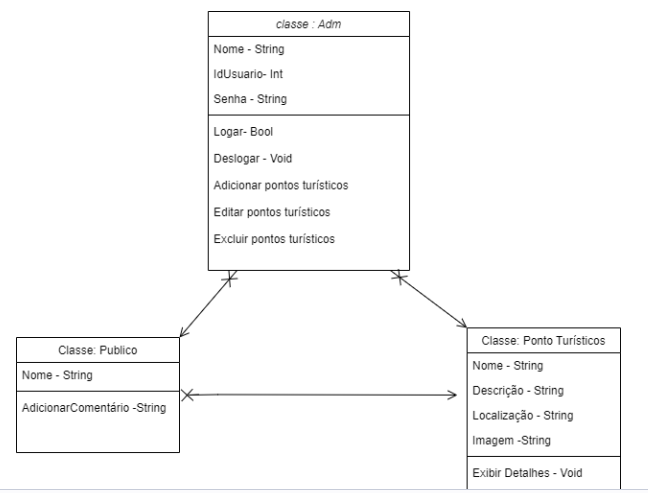 classe : Adm
Nome - String
IdUsuario- Int
Senha - String
Logar- Bool
Deslogar - Void
Adicionar pontos turísticos
Editar pontos turísticos
Excluir pontos turísticos
Classe: Publico
Nome - String
AdicionarComentário -String
Classe: Ponto Turísticos
Nome - String
Descrição - String
Localização - String
Imagem -String
Exibir Detalhes - Void